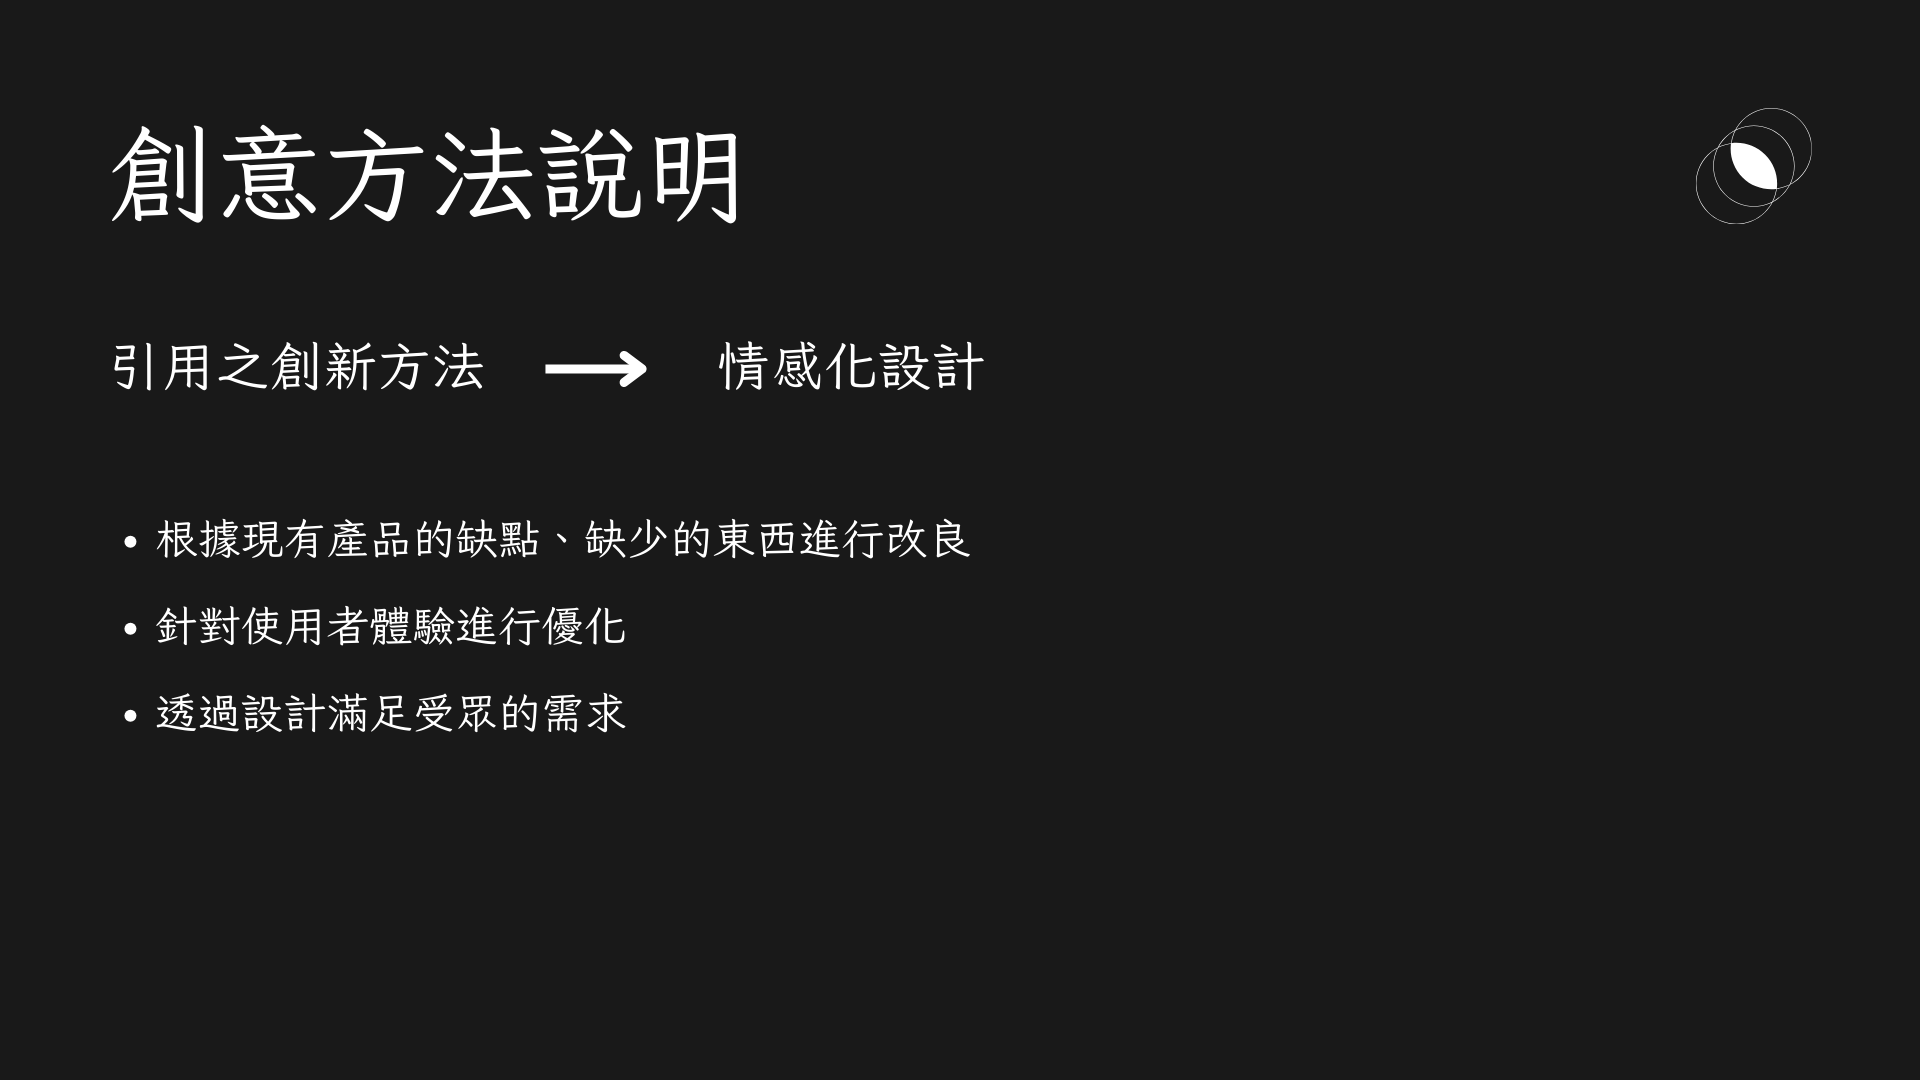 創意方法說明
引用之創新方法 → 情感化設計
• 根據現有產品的缺點、缺少的東西進行改良
• 針對使用者體驗進行優化
• 透過設計滿足受眾的需求